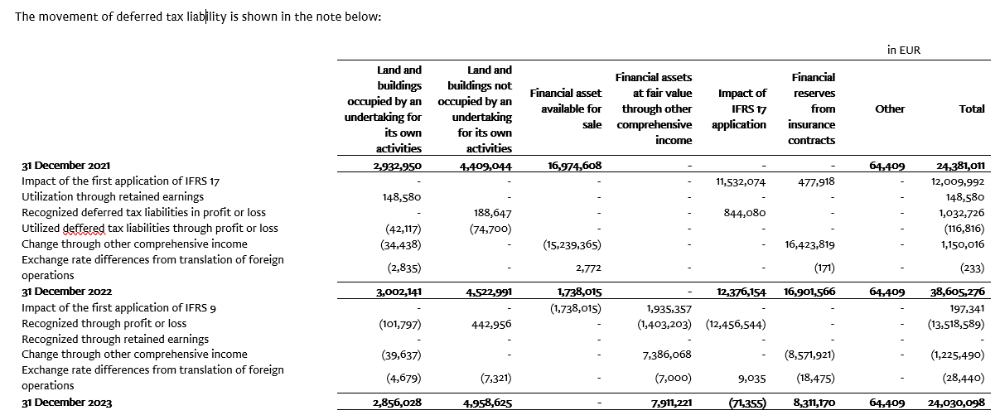 The movement of deferred tax liability is shown in the note below:
in EUR
Land and buildings occupied by an undertaking for its own activities Land and buildings not occupied by an undertaking for its own activities Financial asset available for sale Financial assets at fair value through other comprehensive income Impact of IFRS 17 application Financial reserves from insurance contracts Other Total
31 December 2021 2,932,950 4,409,044 16,974,608 - - - 64,409 24,381,011
Impact of the first application of IFRS 17 - - - - 11,532,074 477,918 - 12,009,992
Utilization through retained earnings 148,580 - - - - - - 148,580
Recognized deferred tax liabilities in profit or loss - 188,647 - - 844,080 - - 1,032,726
Utilized deffered tax liabilities through profit or loss (42,117) (74,700) - - - - - (116,816)
Change through other comprehensive income (34,438) - (15,239,365) - - 16,423,819 - 1,150,016
Exchange rate differences from translation of foreign
operations (2,835) - 2,772 - - (171) - (233)
31 December 2022 3,002,141 4,522,991 1,738,015 - 12,376,154 16,901,566 64,409 38,605,276
Impact of the first application of IFRS 9 - - (1,738,015) 1,935,357 - - - 197,341
Recognized through profit or loss (101,797) 442,956 - (1,403,203) (12,456,544) - - (13,518,589)
Recognized through retained earnings - - - - - - - -
Change through other comprehensive income (39,637) - - 7,386,068 - (8,571,921) - (1,225,490)
Exchange rate differences from translation of foreign
operations (4,679) (7,321) - (7,000) 9,035 (18,475) - (28,440)
31 December 2023 2,856,028 4,958,625 - 7,911,221 (71,355) 8,311,170 64,409 24,030,098